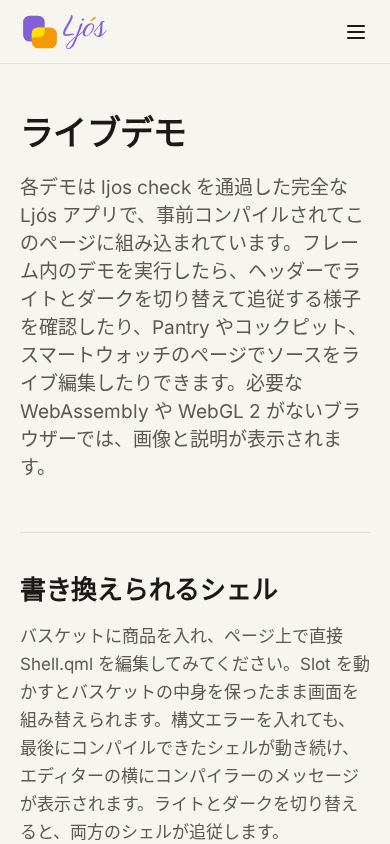 Ljós
ライブデモ
各デモは ljos check を通過した完全な
Ljós アプリで、事前コンパイルされてこ
のページに組み込まれています。フレー
ム内のデモを実行したら、ヘッダーでラ
イトとダークを切り替えて追従する様子
を確認したり、Pantry やコックピット、
スマートウォッチのページでソースをラ
イブ編集したりできます。必要な
WebAssembly や WebGL 2 がないブラ
ウザーでは、画像と説明が表示されま
す。
書き換えられるシェル
バスケットに商品を入れ、ページ上で直接
Shell.qml を編集してみてください。Slot を動
かすとバスケットの中身を保ったまま画面を
組み替えられます。構文エラーを入れても、
最後にコンパイルできたシェルが動き続け、
エディターの横にコンパイラーのメッセージ
が表示されます。ライトとダークを切り替え
ると、両方のシェルが追従します。